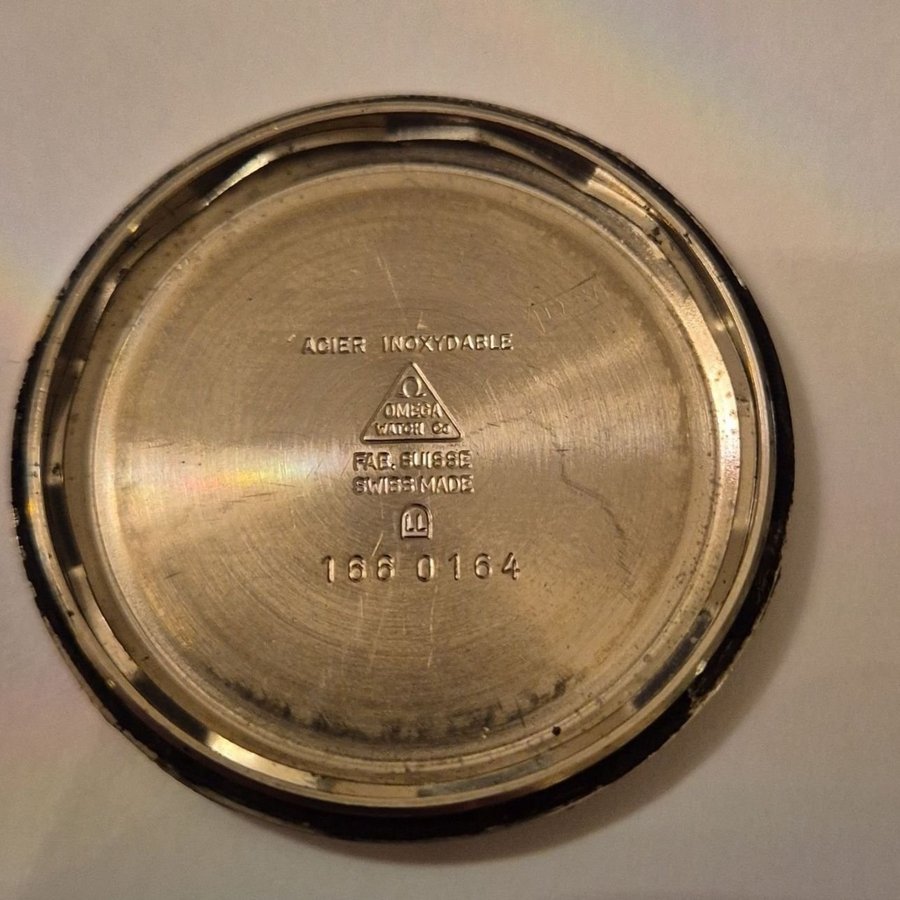 ACIER INOXYDABLE
Ω
OMEGA
WATCH Co
FAB. SUISSE
SWISS MADE
166 0164